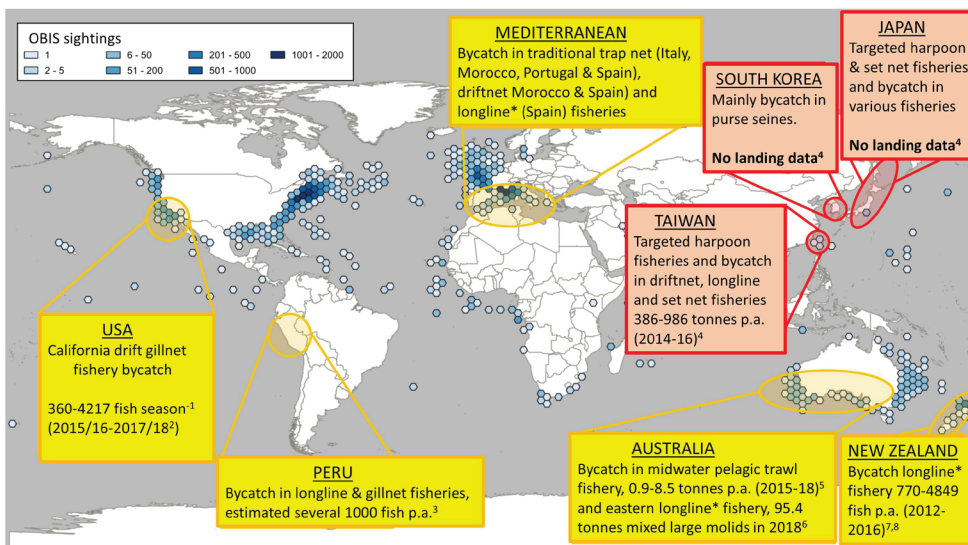 OBIS sightings
1
6 - 50
201 - 500
1001 - 2000
2 - 5
51 - 200
501 - 1000
MEDITERRANEAN
Bycatch in traditional trap net (Italy,
Morocco, Portugal & Spain),
driftnet Morocco & Spain) and
longline* (Spain) fisheries
SOUTH KOREA
Mainly bycatch in
purse seines.
No landing data⁴
JAPAN
Targeted harpoon
& set net fisheries
and bycatch in
various fisheries
No landing data⁴
TAIWAN
Targeted harpoon
fisheries and bycatch
in driftnet, longline
and set net fisheries
386-986 tonnes p.a.
(2014-16)⁴
USA
California drift gillnet
fishery bycatch
360-4217 fish season⁻¹
(2015/16-2017/18²)
PERU
Bycatch in longline & gillnet fisheries,
estimated several 1000 fish p.a.³
AUSTRALIA
Bycatch in midwater pelagic trawl
fishery, 0.9-8.5 tonnes p.a. (2015-18)⁵
and eastern longline* fishery, 95.4
tonnes mixed large molids in 2018⁶
NEW ZEALAND
Bycatch longline*
fishery 770-4849
fish p.a. (2012-
2016)⁷,⁸